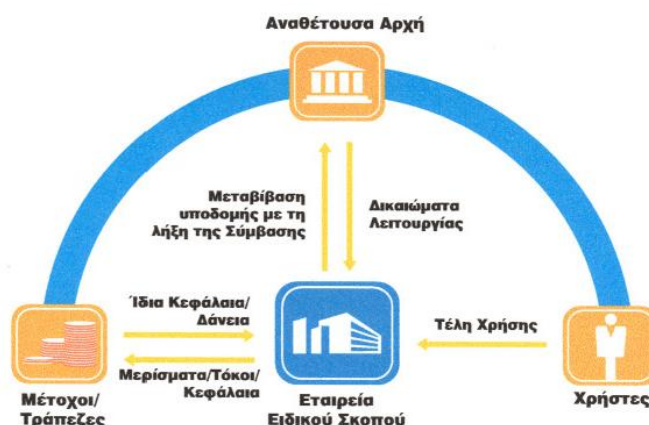 Αναθέτουσα Αρχή
Μεταβίβαση
υποδομής με τη
λήξη της Σύμβασης
Δικαιώματα
Λειτουργίας
Ίδια Κεφάλαια/
Δάνεια
Τέλη Χρήσης
Μερίσματα/Τόκοι/
Κεφάλαια
Μέτοχοι/
Τράπεζες
Εταιρεία
Ειδικού Σκοπού
Χρήστες